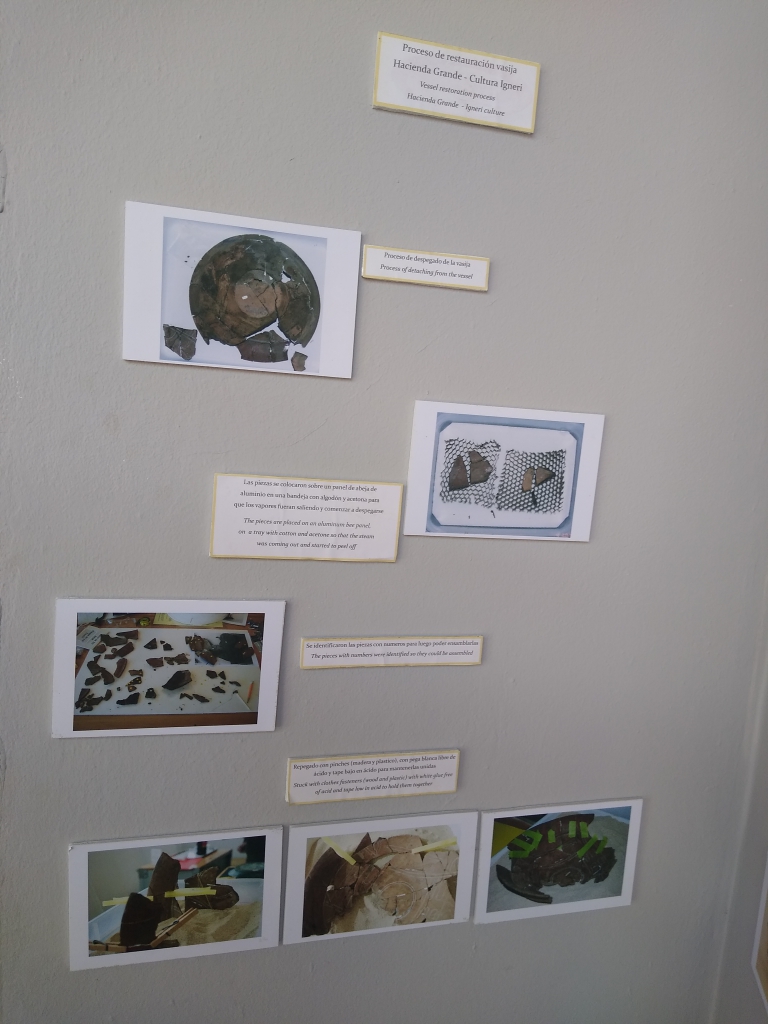 Proceso de restauración vasija
Hacienda Grande - Cultura Igneri
Vessel restoration process
Hacienda Grande - Igneri culture
Proceso de despegado de la vasija
Process of detaching from the vessel
Las piezas se colocaron sobre un panel de abeja de
aluminio en una bandeja con algodón y acetona para
que los vapores fueran saliendo y comenzar a despegarse
The pieces are placed on an aluminum bee panel
on a tray with cotton and acetone so that the steam
was coming out and started to peel off
Se identificaron las piezas con numeros para luego poder ensamblarlas
The pieces with numbers were identified so they could be assembled
Repegado con pinches (madera y plastico), con pega blanca libre de
ácido y tape bajo en ácido para mantenerlas unidas
Stuck with clothes fasteners (wood and plastic) with white glue free
of acid and tape low in acid to hold them together